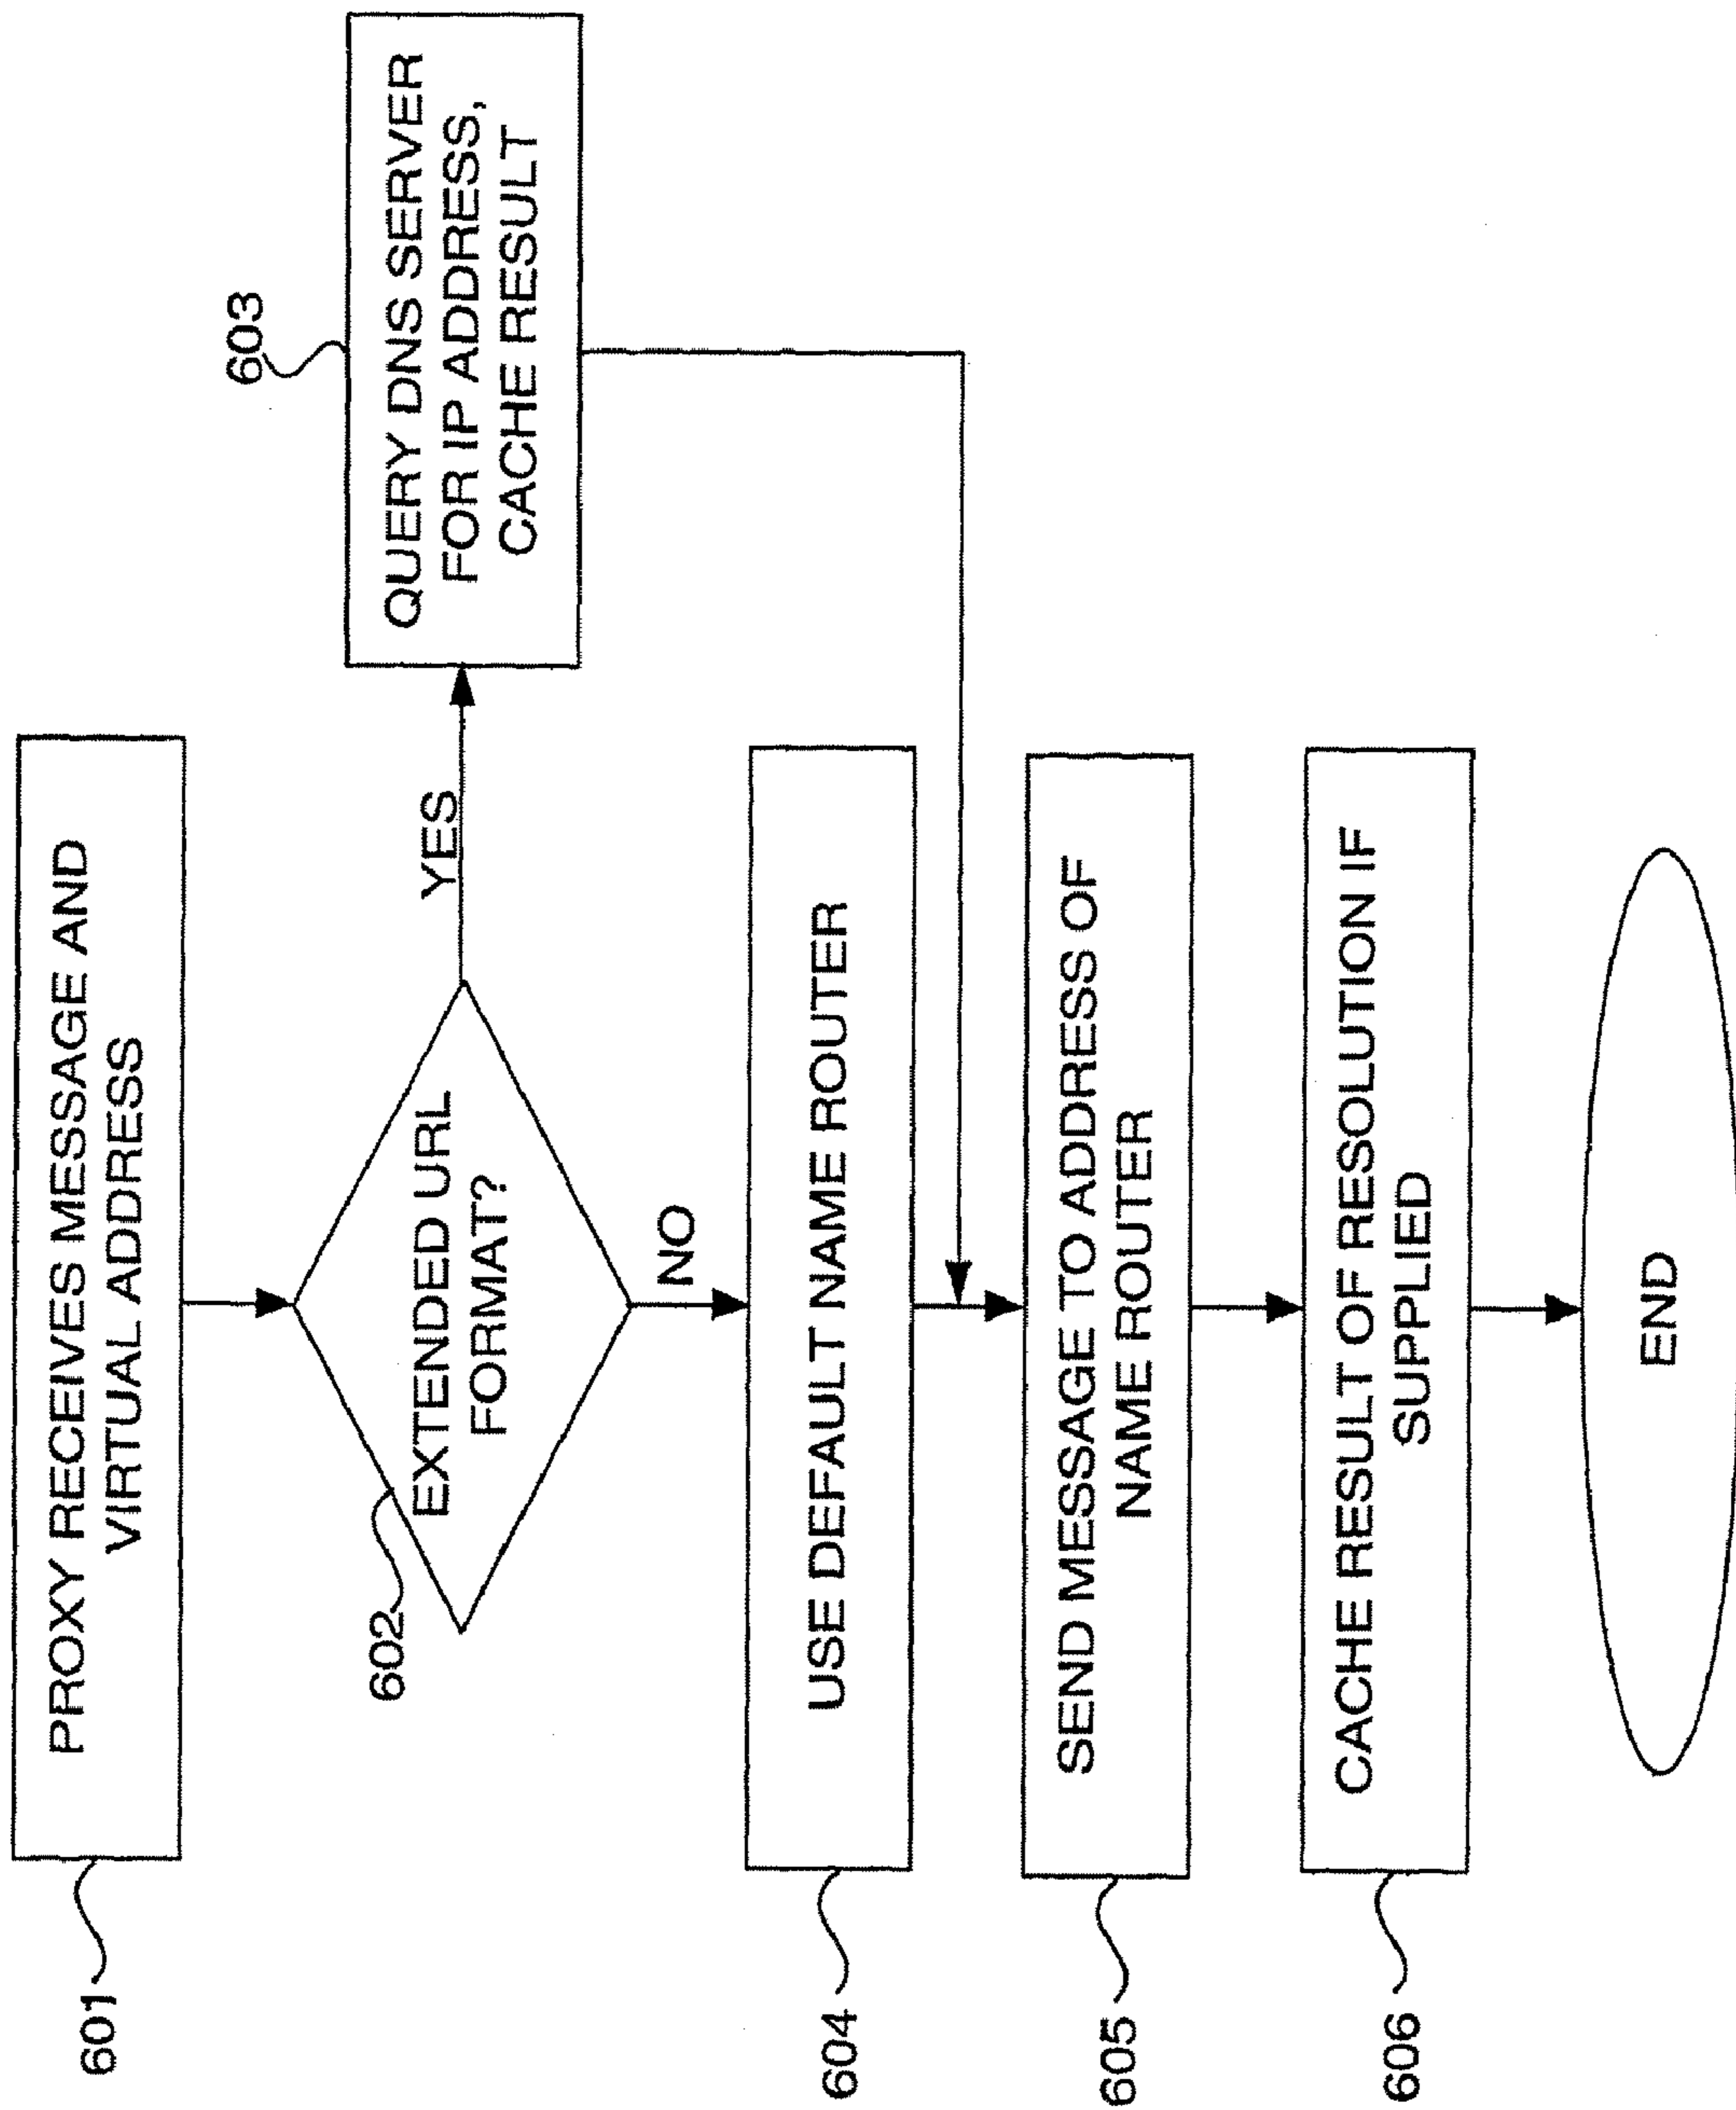 601
PROXY RECEIVES MESSAGE AND
VIRTUAL ADDRESS
602
EXTENDED URL
FORMAT?
YES
603
QUERY DNS SERVER
FOR IP ADDRESS,
CACHE RESULT
NO
604
USE DEFAULT NAME ROUTER
605
SEND MESSAGE TO ADDRESS OF
NAME ROUTER
606
CACHE RESULT OF RESOLUTION IF
SUPPLIED
END